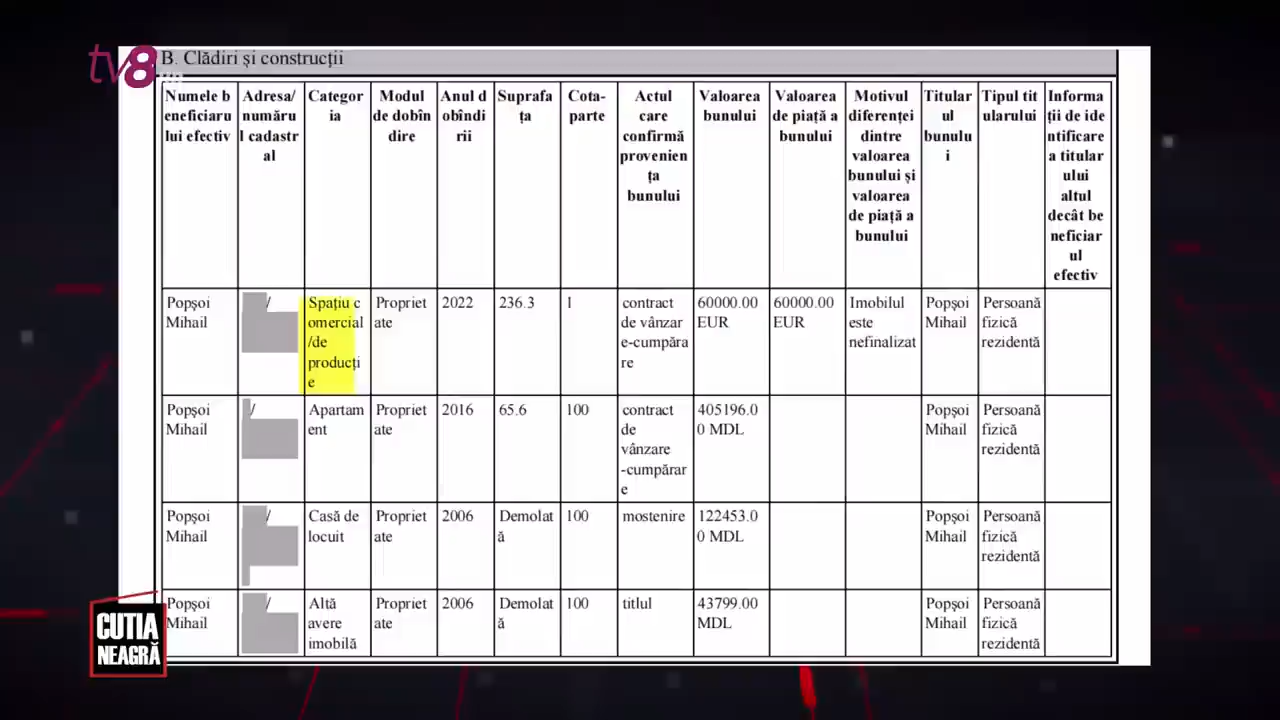 tv8
B. Clădiri și construcții
Numele b
eneficiaru
lui efectiv
Adresa/
numărul
l cadastr
al
Categor
ia
Modul
de dobîn
dire
Anul d
obîndi
rii
Suprafa
ța
Cota-
parte
Actul
care
confirmă
provenien
ța
bunului
Valoarea
bunului
Valoarea
de piață a
bunului
Motivul
diferenței
dintre
valoarea
bunului și
valoarea
de piață a
bunului
Titular
ul
bunulu
i
Tipul tit
ularului
Informa
ții de ide
ntificare
a titular
ului
altul
decât be
neficiar
ul
efectiv
Popșoi
Mihail
/
Spațiu c
omercial
/de
producți
e
Propriet
ate
2022
236.3
1
contract
de vânzar
e-cumpăra
re
60000.00
EUR
60000.00
EUR
Imobilul
este
nefinalizat
Popșoi
Mihail
Persoană
fizică
rezidentă
Popșoi
Mihail
/
Apartam
ent
Propriet
ate
2016
65.6
100
contract
de
vânzare
-cumpărar
e
405196.0
0 MDL
Popșoi
Mihail
Persoană
fizică
rezidentă
Popșoi
Mihail
/
Casă de
locuit
Propriet
ate
2006
Demolat
ă
100
mostenire
122453.0
0 MDL
Popșoi
Mihail
Persoană
fizică
rezidentă
Popșoi
Mihail
/
Altă
avere
imobilă
Propriet
ate
2006
Demolat
ă
100
titlul
43799.00
MDL
Popșoi
Mihail
Persoană
fizică
rezidentă
CUTIA
NEAGRĂ